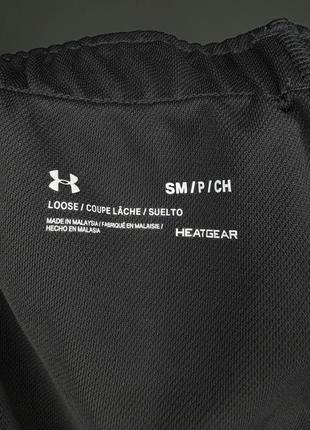 SM/P/CH
LOOSE / COUPE LÂCHE / SUELTO
MADE IN MALAYSIA / FABRIQUÉ EN MALAISIE /
HECHO EN MALASIA
HEATGEAR